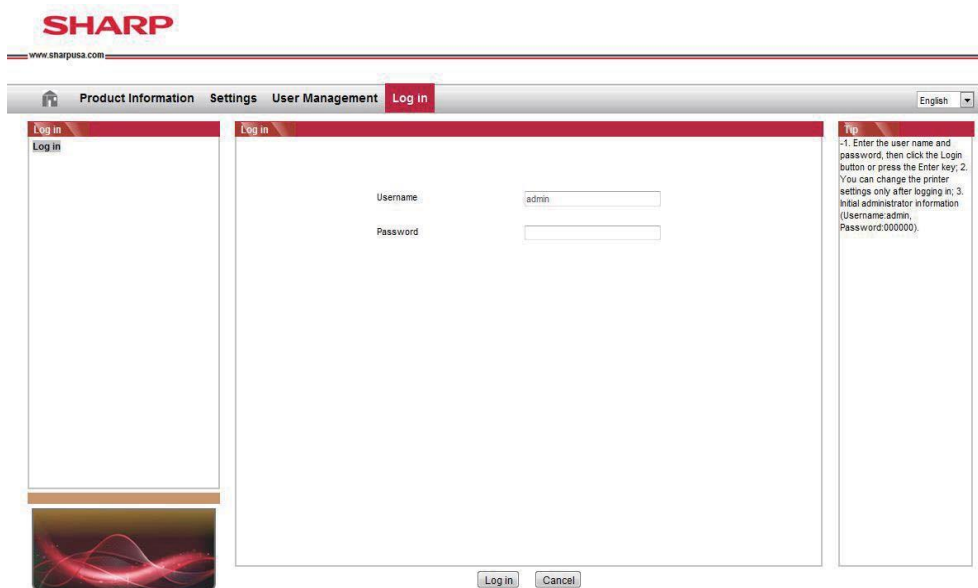 SHARP
www.sharpusa.com
Product Information Settings User Management Log in
English
Log in
Log in
Log in
Username admin
Password
Tip
-1. Enter the user name and
password, then click the Login
button or press the Enter key; 2.
You can change the printer
settings only after logging in; 3.
Initial administrator information
(Username:admin,
Password:000000).
Log in Cancel